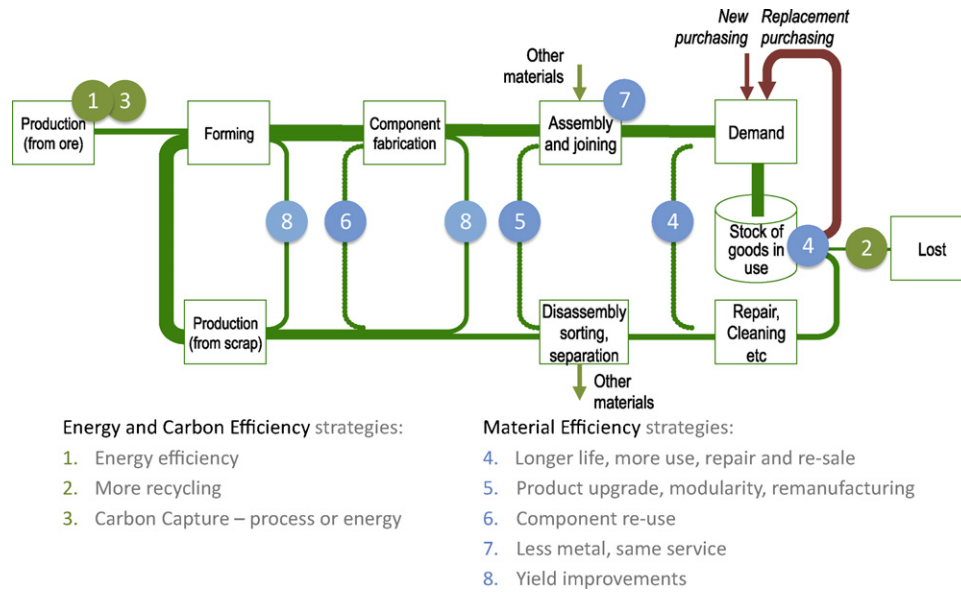 New
purchasing
Replacement
purchasing
Other
materials
1
3
7
Production
(from ore)
Forming
Component
fabrication
Assembly
and joining
Demand
8
6
8
5
4
Stock of
goods in
use
4
2
Lost
Production
(from scrap)
Disassembly
sorting,
separation
Repair,
Cleaning
etc
Other
materials
Energy and Carbon Efficiency strategies:
1. Energy efficiency
2. More recycling
3. Carbon Capture – process or energy
Material Efficiency strategies:
4. Longer life, more use, repair and re-sale
5. Product upgrade, modularity, remanufacturing
6. Component re-use
7. Less metal, same service
8. Yield improvements